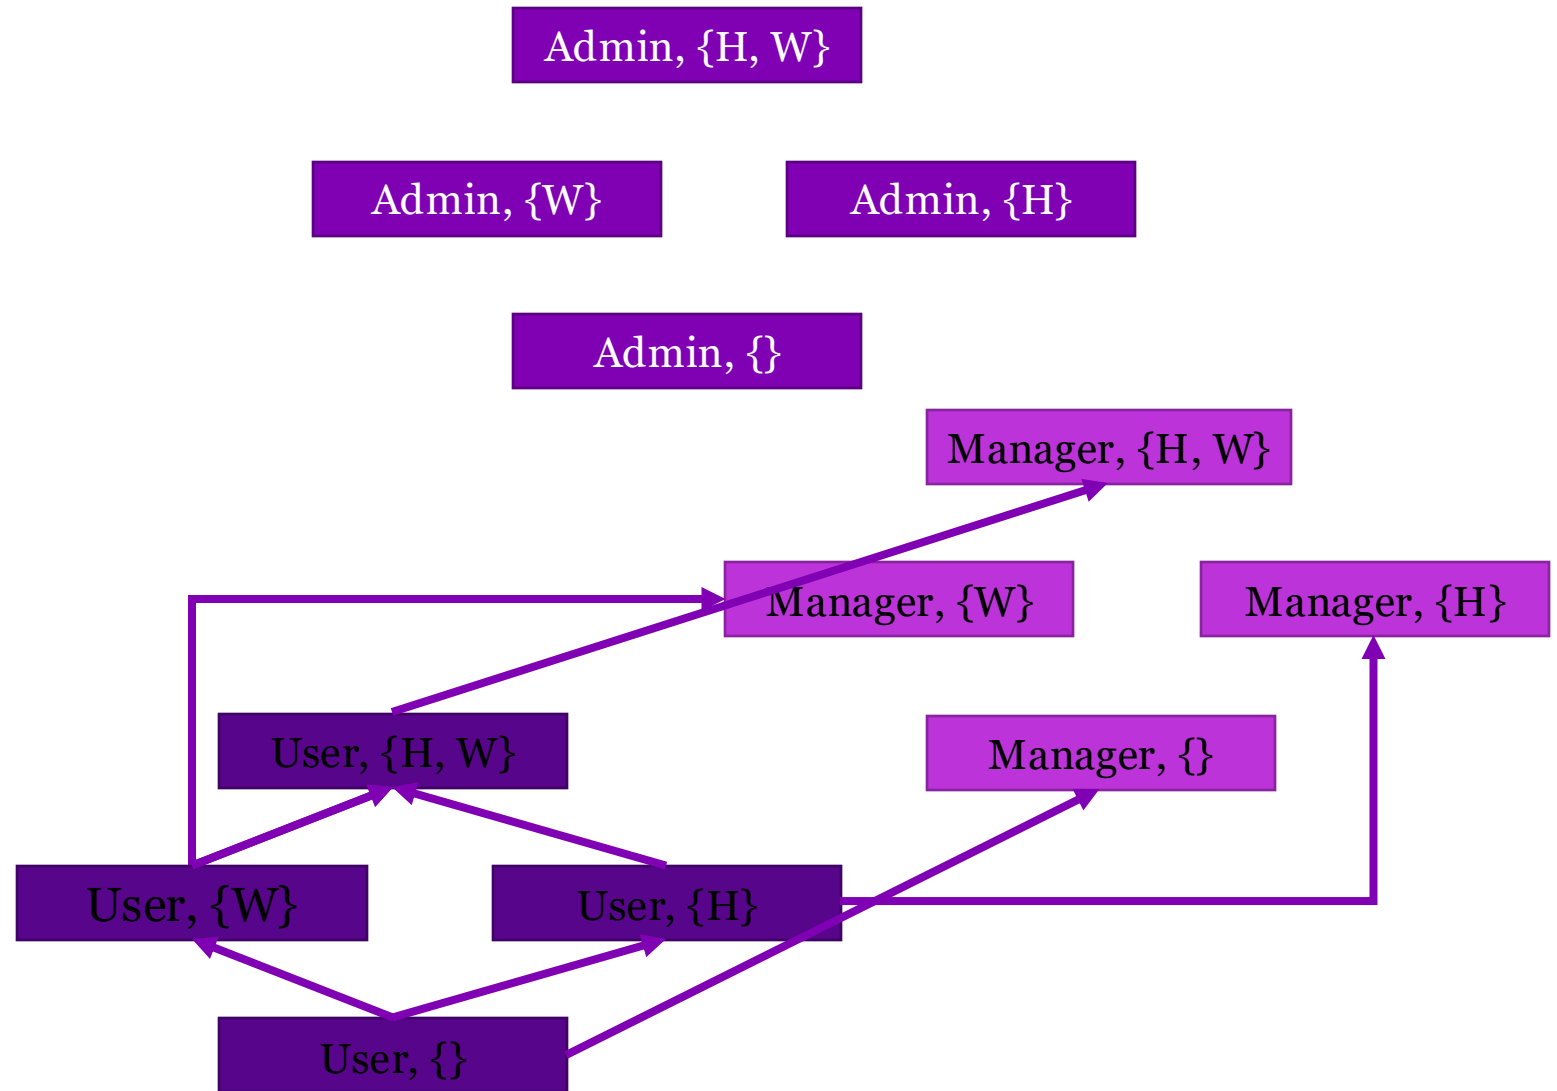 Admin, {H, W}
Admin, {W}
Admin, {H}
Admin, {}
Manager, {H, W}
Manager, {W}
Manager, {H}
User, {H, W}
Manager, {}
User, {W}
User, {H}
User, {}